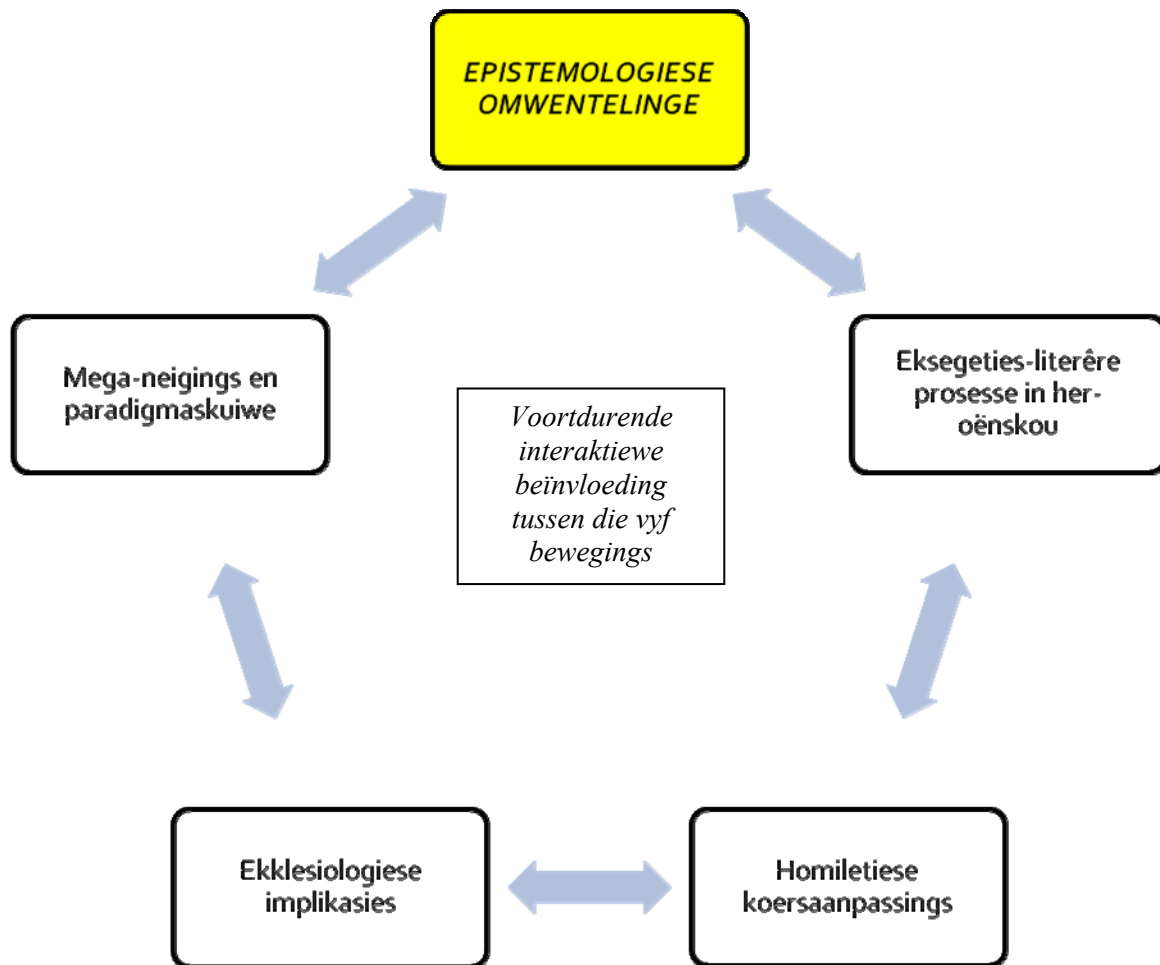 EPISTEMOLOGIESE
OMWENTELINGE
Mega-neigings en
paradigmaskuiwe
Eksegeties-literêre
prosesse in her-
oënskou
Voortdurende
interaktiewe
beïnvloeding
tussen die vyf
bewegings
Ekklesiologiese
implikasies
Homiletiese
koersaanpassings